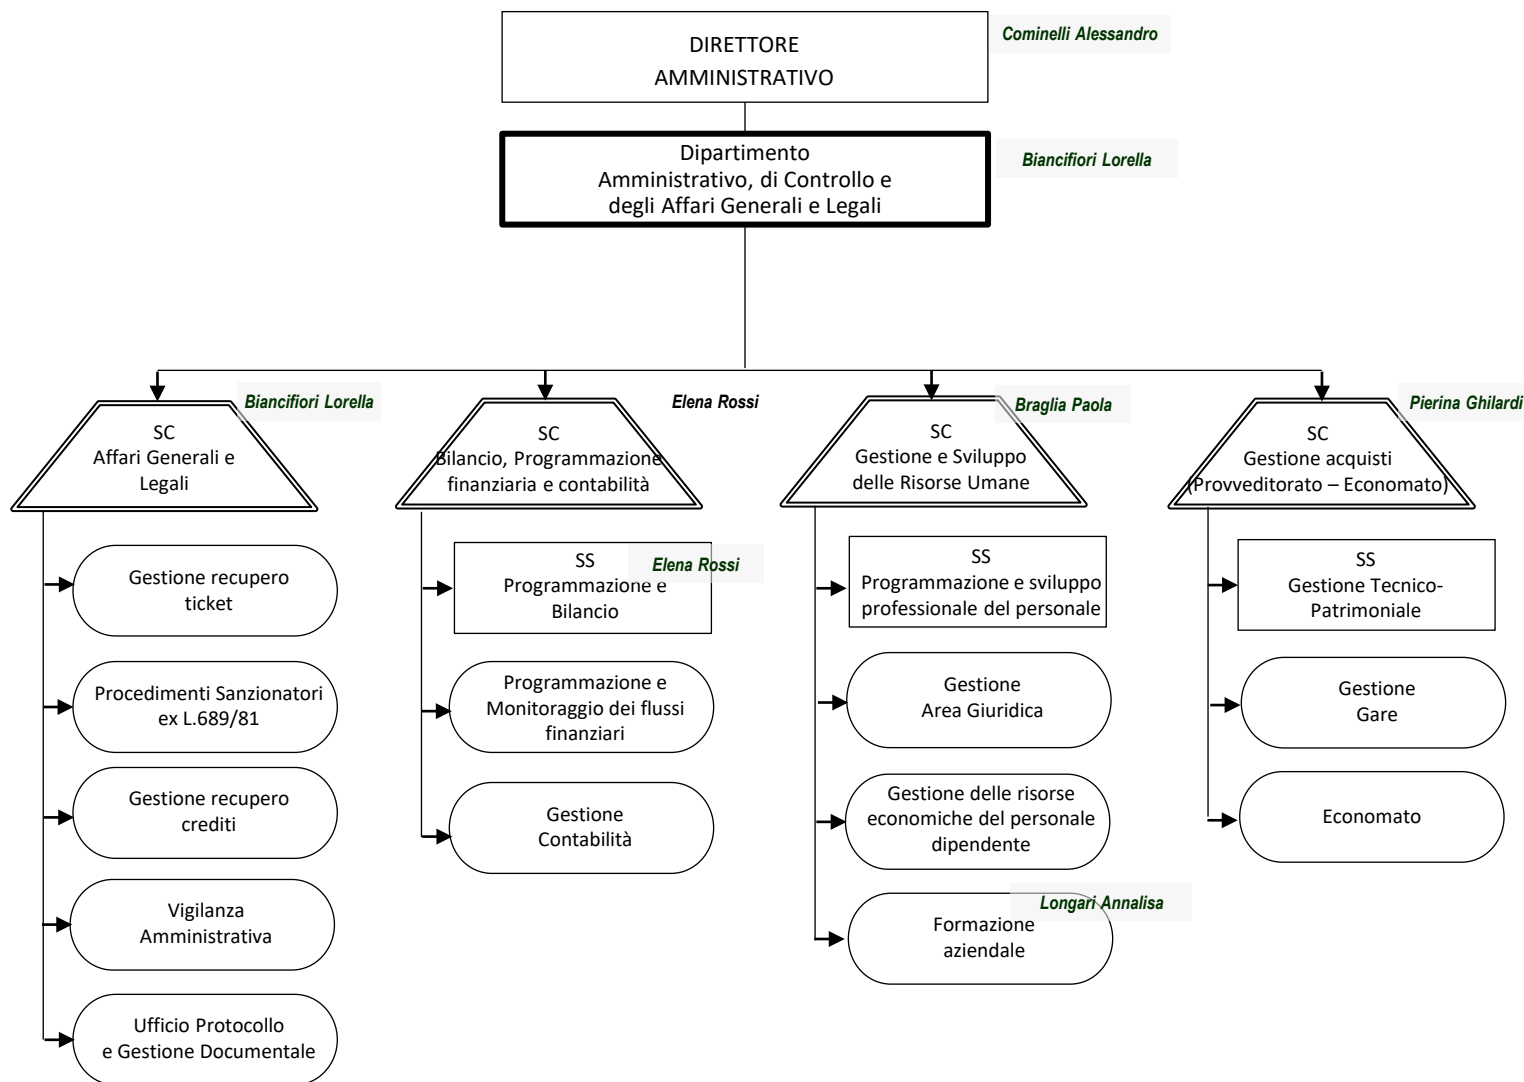 DIRETTORE
AMMINISTRATIVO
Cominelli Alessandro
Dipartimento
Amministrativo, di Controllo e
degli Affari Generali e Legali
Biancifiori Lorella
Biancifiori Lorella
SC
Affari Generali e
Legali
Gestione recupero
ticket
Procedimenti Sanzionatori
ex L.689/81
Gestione recupero
crediti
Vigilanza
Amministrativa
Ufficio Protocollo
e Gestione Documentale
Elena Rossi
SC
Bilancio, Programmazione
finanziaria e contabilità
Elena Rossi
SS
Programmazione e
Bilancio
Programmazione e
Monitoraggio dei flussi
finanziari
Gestione
Contabilità
Braglia Paola
SC
Gestione e Sviluppo
delle Risorse Umane
SS
Programmazione e sviluppo
professionale del personale
Gestione
Area Giuridica
Gestione delle risorse
economiche del personale
dipendente
Longari Annalisa
Formazione
aziendale
Pierina Ghilardi
SC
Gestione acquisti
(Provveditorato – Economato)
SS
Gestione Tecnico-
Patrimoniale
Gestione
Gare
Economato